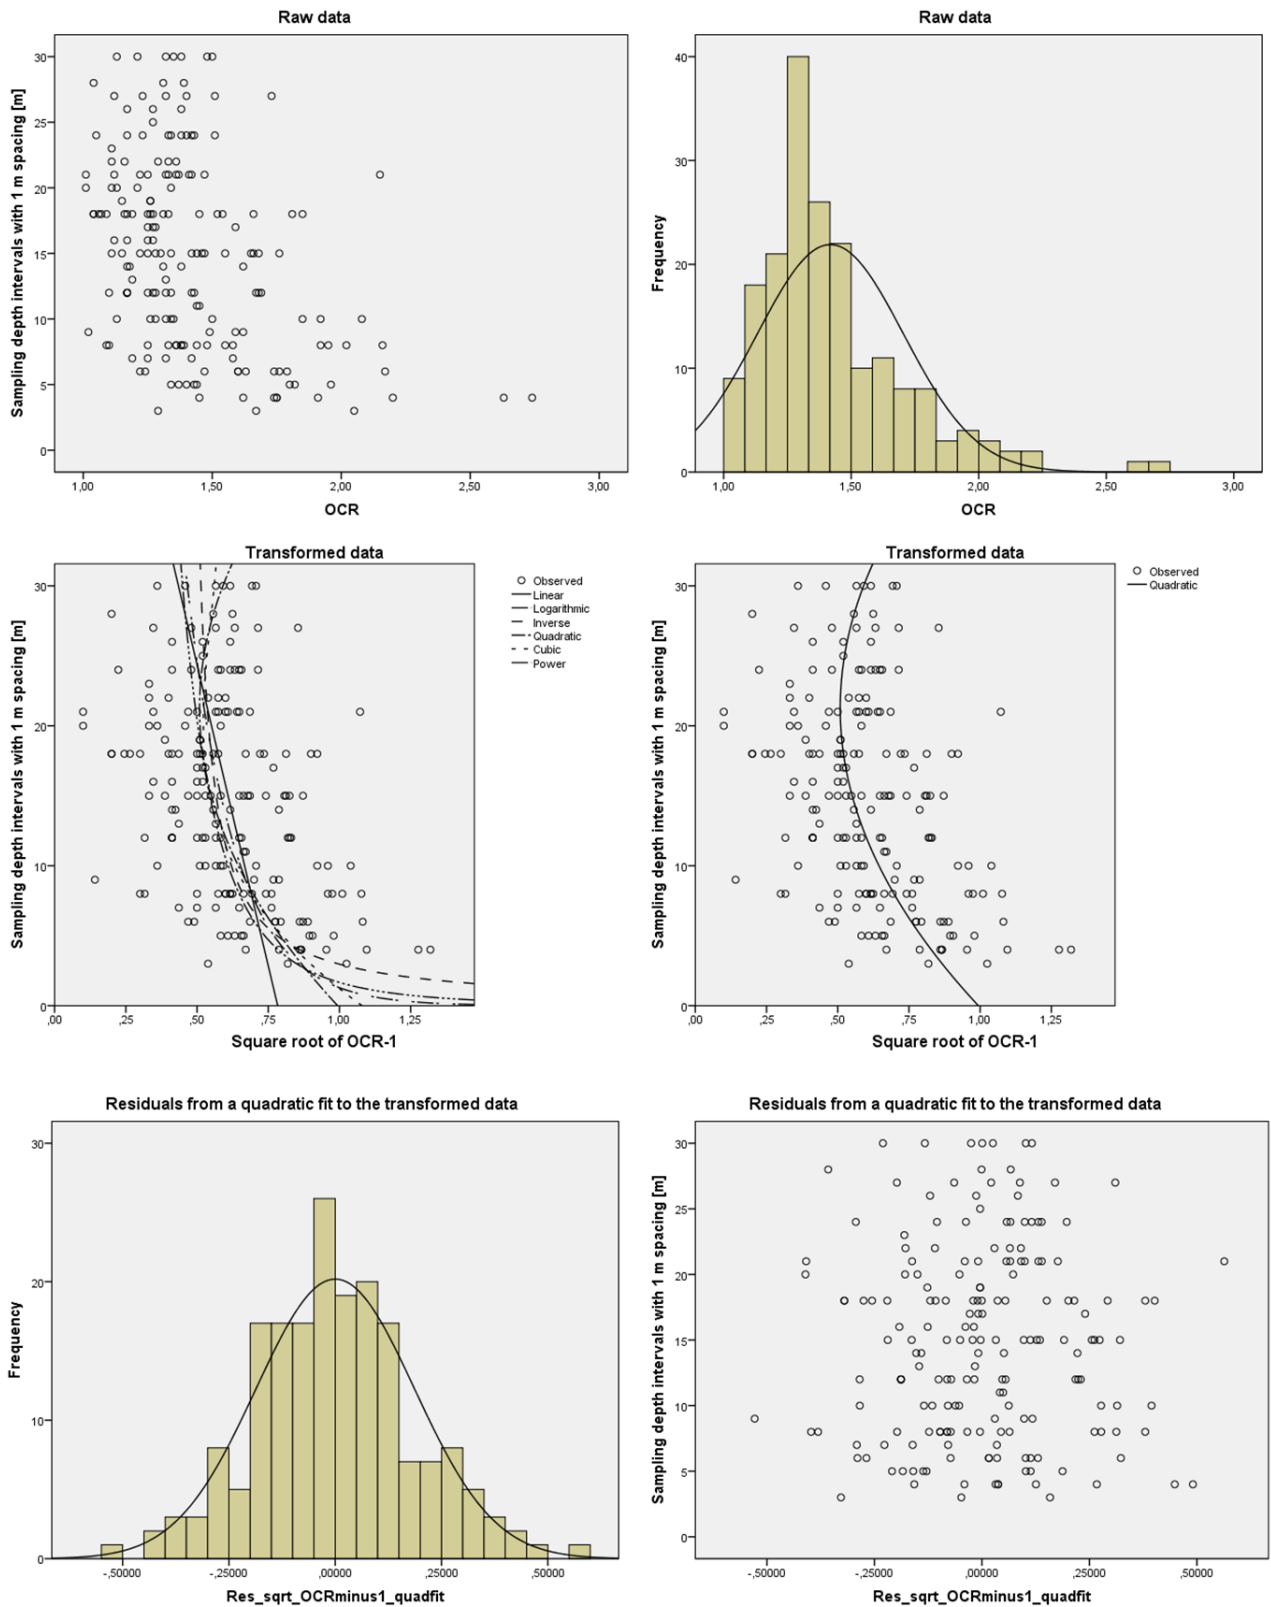 Raw data
Sampling depth intervals with 1 m spacing [m]
30
25
20
15
10
5
0
1,00
1,50
2,00
2,50
3,00
OCR
Raw data
Frequency
40
30
20
10
0
1,00
1,50
2,00
2,50
3,00
OCR
Transformed data
Sampling depth intervals with 1 m spacing [m]
30
20
10
0
,00
,25
,50
,75
1,00
1,25
Square root of OCR-1
Observed
Linear
Logarithmic
Inverse
Quadratic
Cubic
Power
Transformed data
Sampling depth intervals with 1 m spacing [m]
30
20
10
0
,00
,25
,50
,75
1,00
1,25
Square root of OCR-1
Observed
Quadratic
Residuals from a quadratic fit to the transformed data
Frequency
30
20
10
0
-,50000
-,25000
,00000
,25000
,50000
Res_sqrt_OCRminus1_quadfit
Residuals from a quadratic fit to the transformed data
Sampling depth intervals with 1 m spacing [m]
30
25
20
15
10
5
0
-,50000
-,25000
,00000
,25000
,50000
Res_sqrt_OCRminus1_quadfit